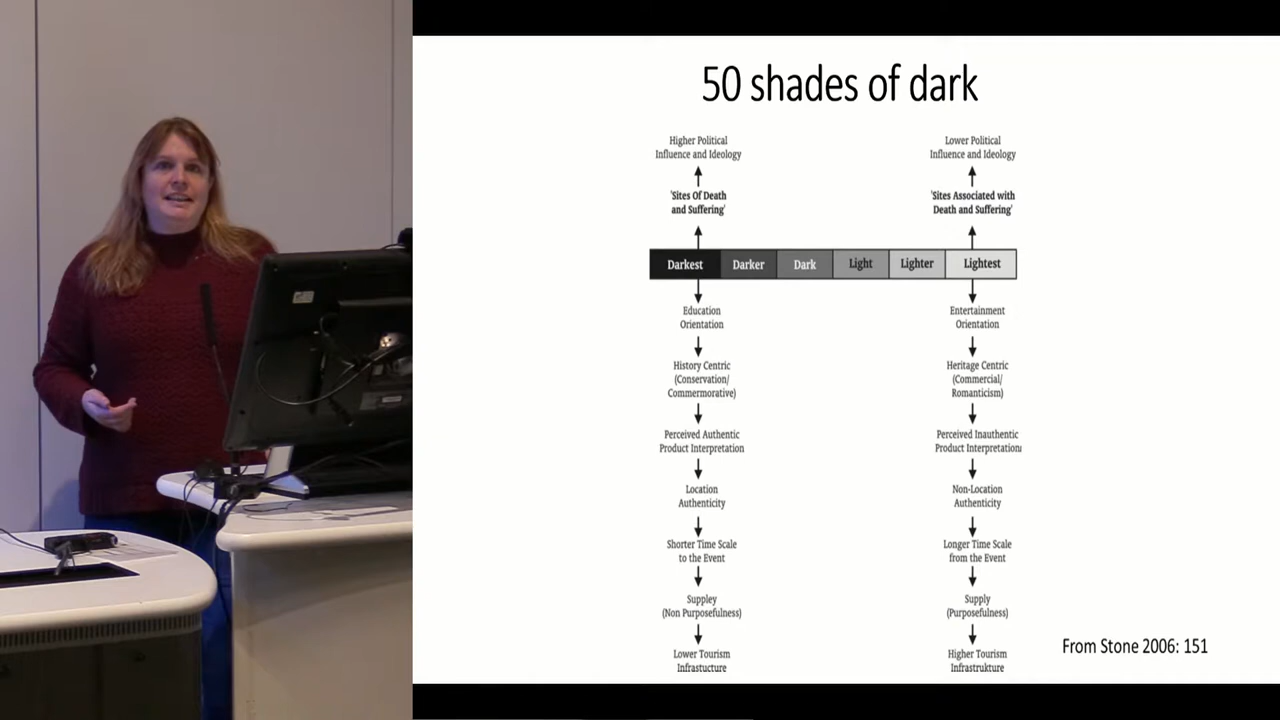 50 shades of dark
Higher Political
Influence and Ideology
Lower Political
Influence and Ideology
'Sites Of Death
and Suffering'
'Sites Associated with
Death and Suffering'
Darkest
Darker
Dark
Light
Lighter
Lightest
Education
Orientation
Entertainment
Orientation
History Centric
(Conservation/
Commermorative)
Heritage Centric
(Commercial/
Romanticism)
Perceived Authentic
Product Interpretation
Perceived Inauthentic
Product Interpretation
Location
Authenticity
Non-Location
Authenticity
Shorter Time Scale
to the Event
Longer Time Scale
from the Event
Suppley
(Non Purposefulness)
Supply
(Purposefulness)
Lower Tourism
Infrastucture
Higher Tourism
Infrastrukture
From Stone 2006: 151